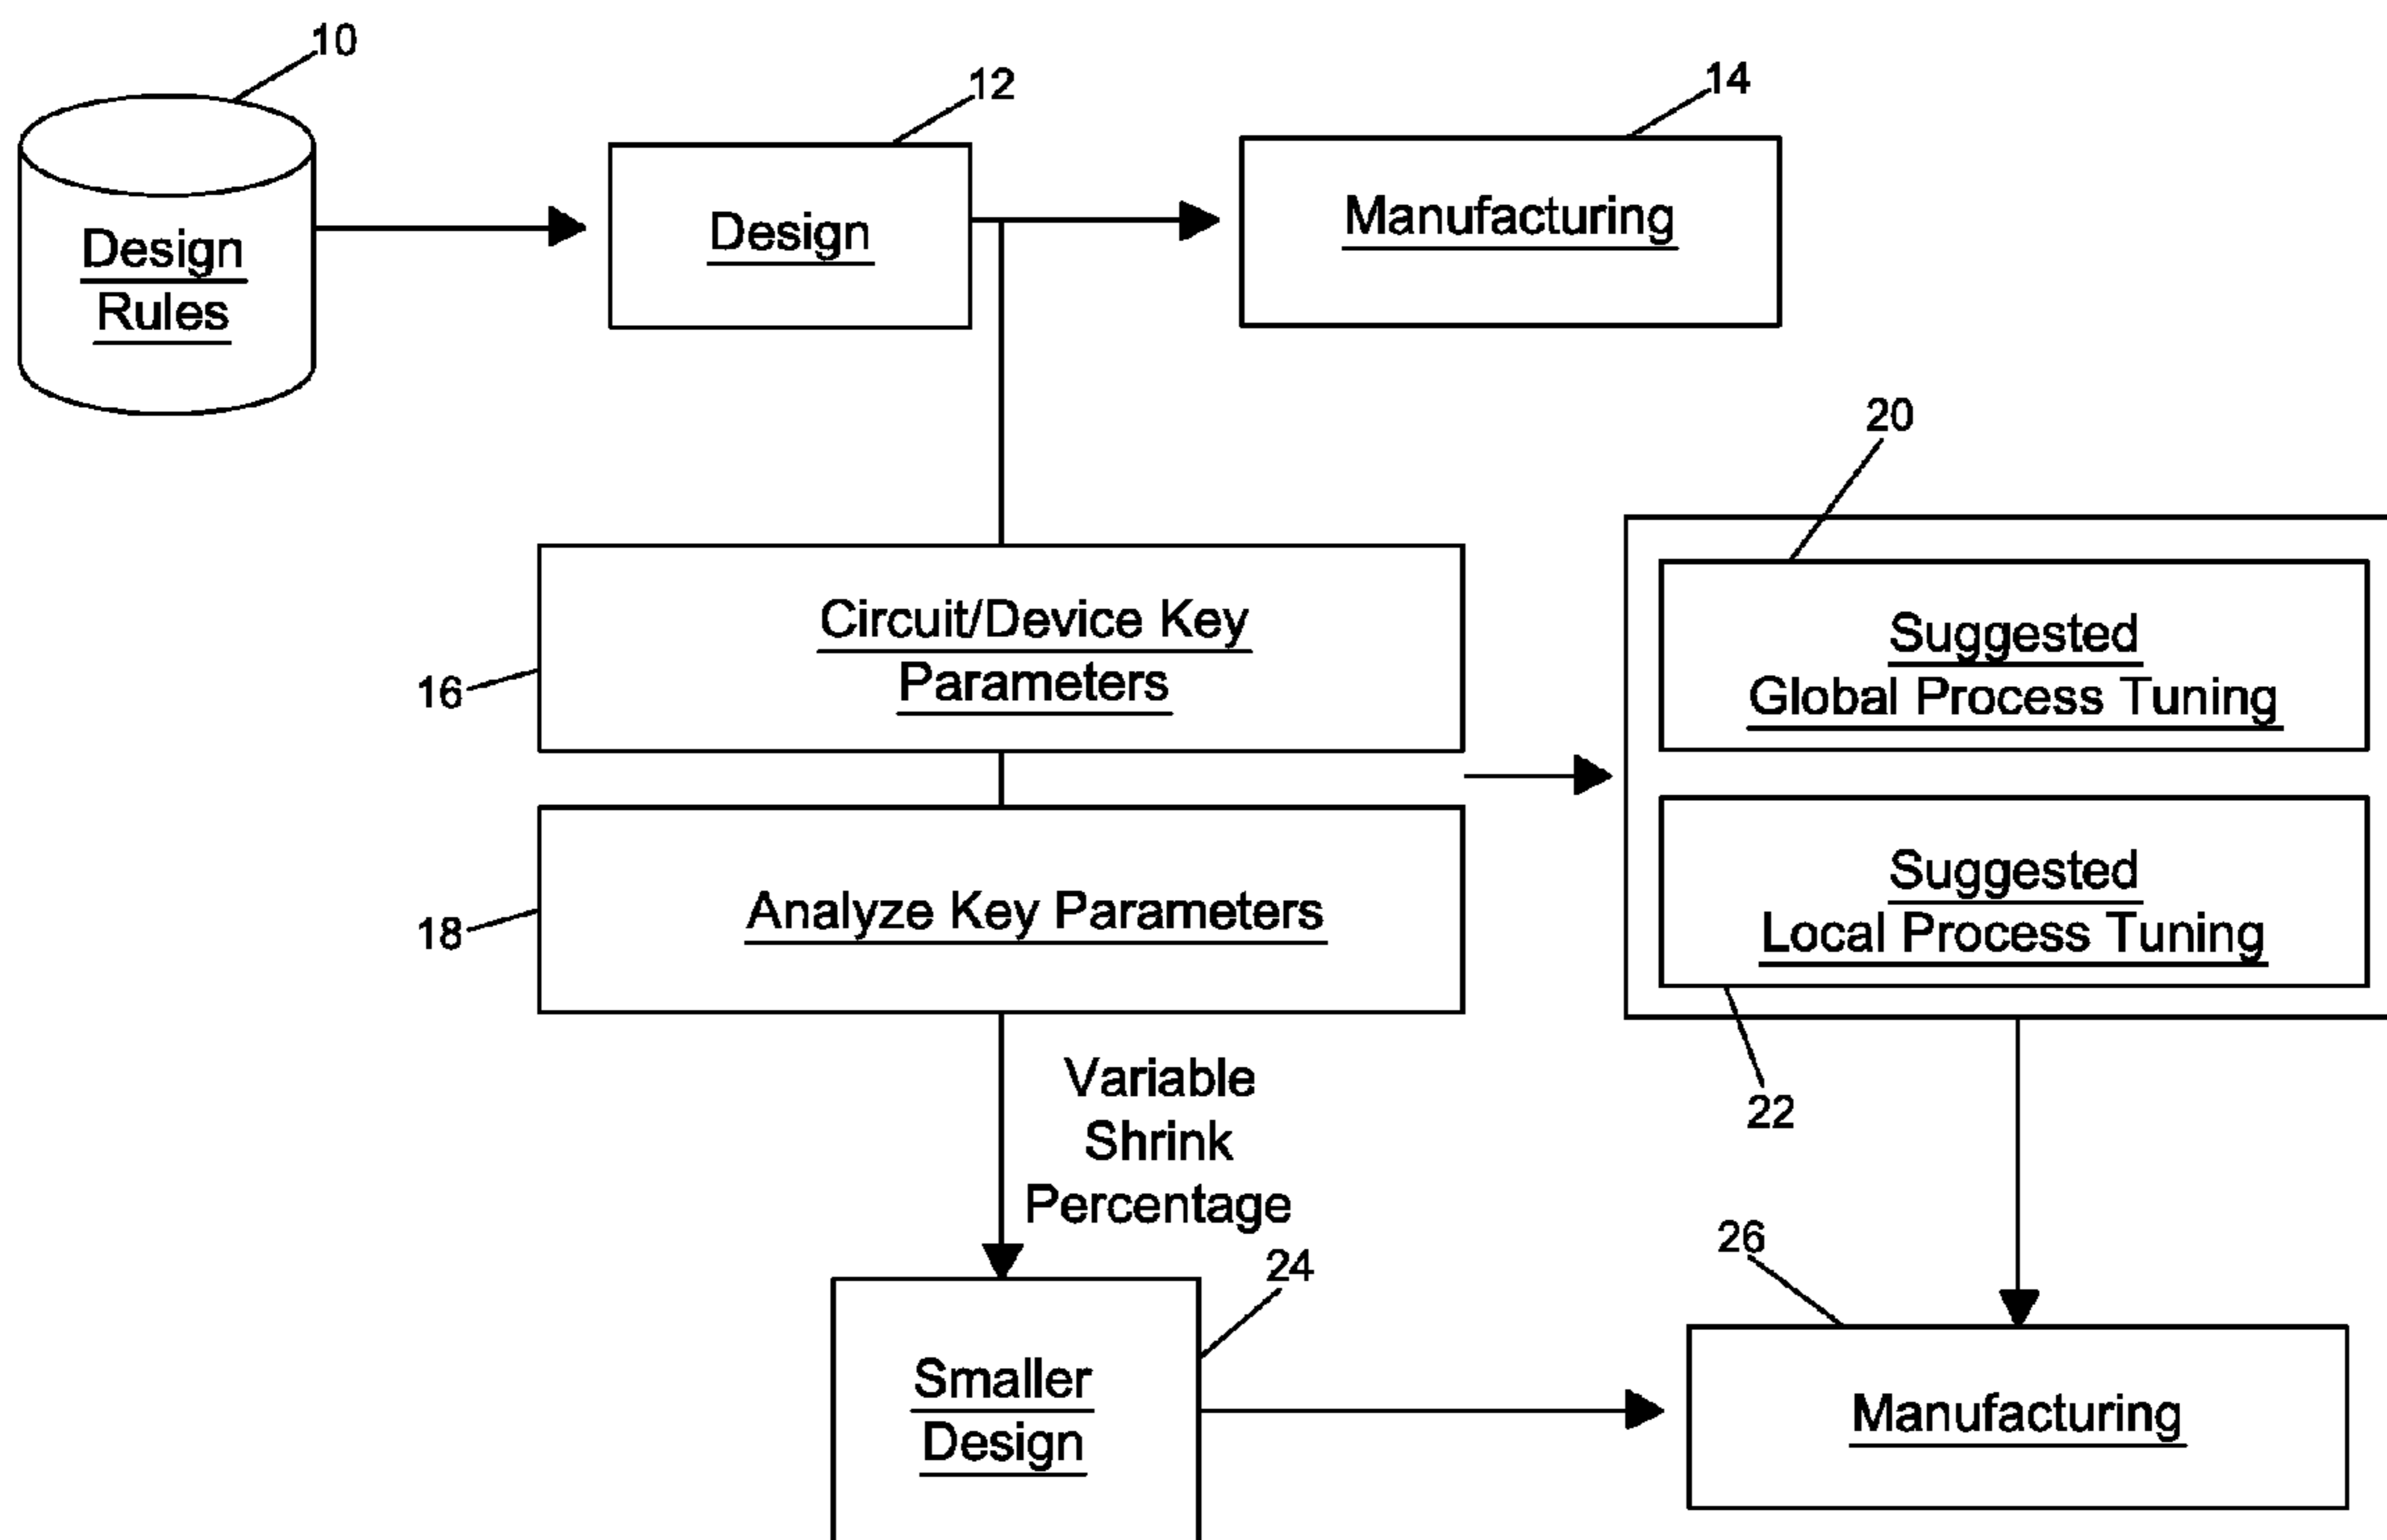 10
12
14
Design
Rules
Design
Manufacturing
20
Circuit/Device Key
Parameters
16
Suggested
Global Process Tuning
Analyze Key Parameters
18
Suggested
Local Process Tuning
22
Variable
Shrink
Percentage
24
26
Smaller
Design
Manufacturing